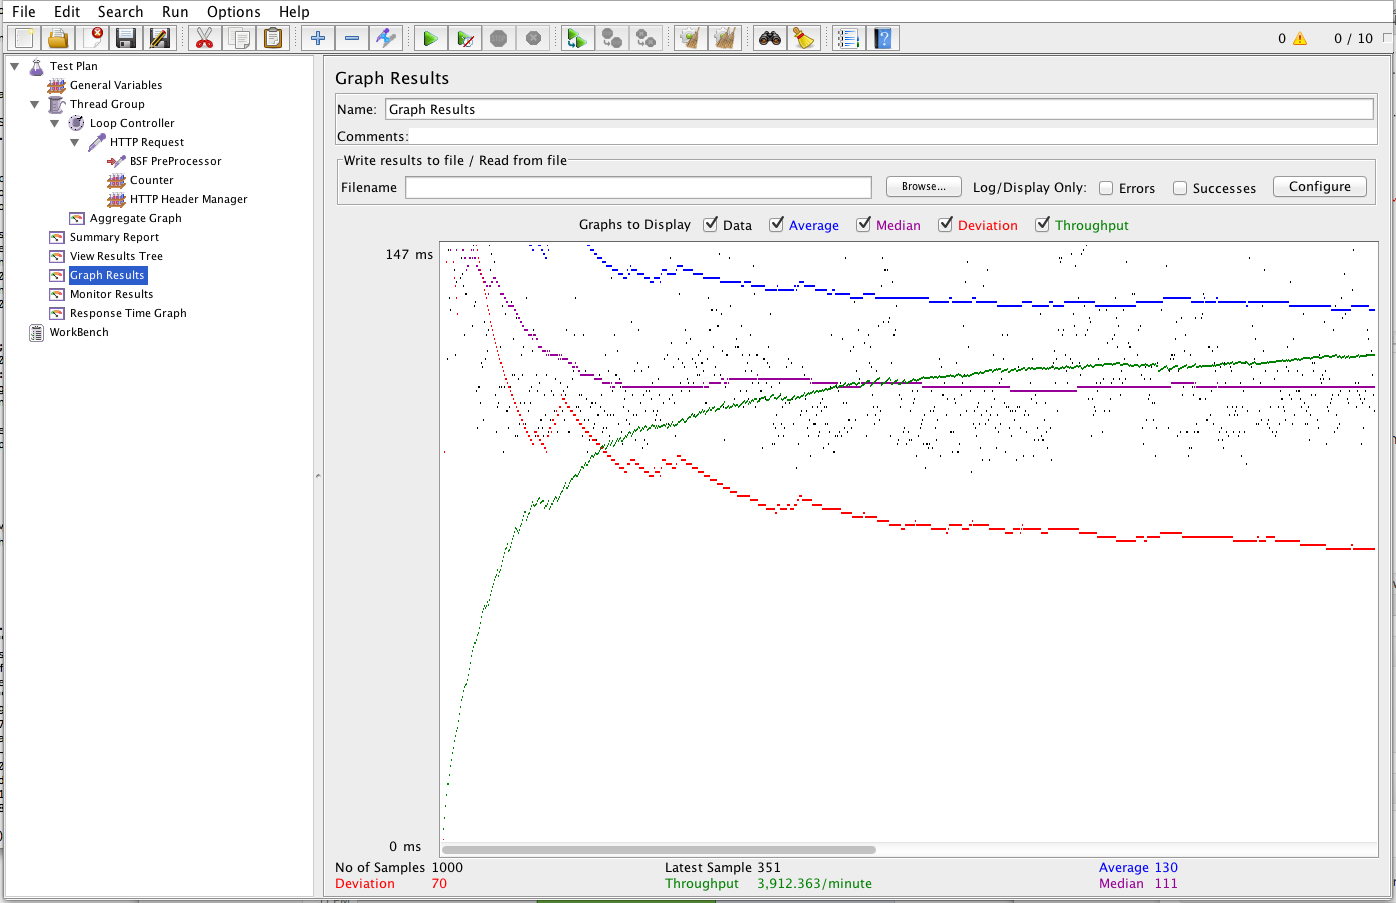 File Edit Search Run Options Help
0 0 / 10
Test Plan
General Variables
Thread Group
Loop Controller
HTTP Request
BSF PreProcessor
Counter
HTTP Header Manager
Aggregate Graph
Summary Report
View Results Tree
Graph Results
Monitor Results
Response Time Graph
WorkBench
Graph Results
Name: Graph Results
Comments:
Write results to file / Read from file
Filename Browse... Log/Display Only: Errors Successes Configure
Graphs to Display Data Average Median Deviation Throughput
147 ms
0 ms
No of Samples 1000 Latest Sample 351 Average 130
Deviation 70 Throughput 3,912.363/minute Median 111